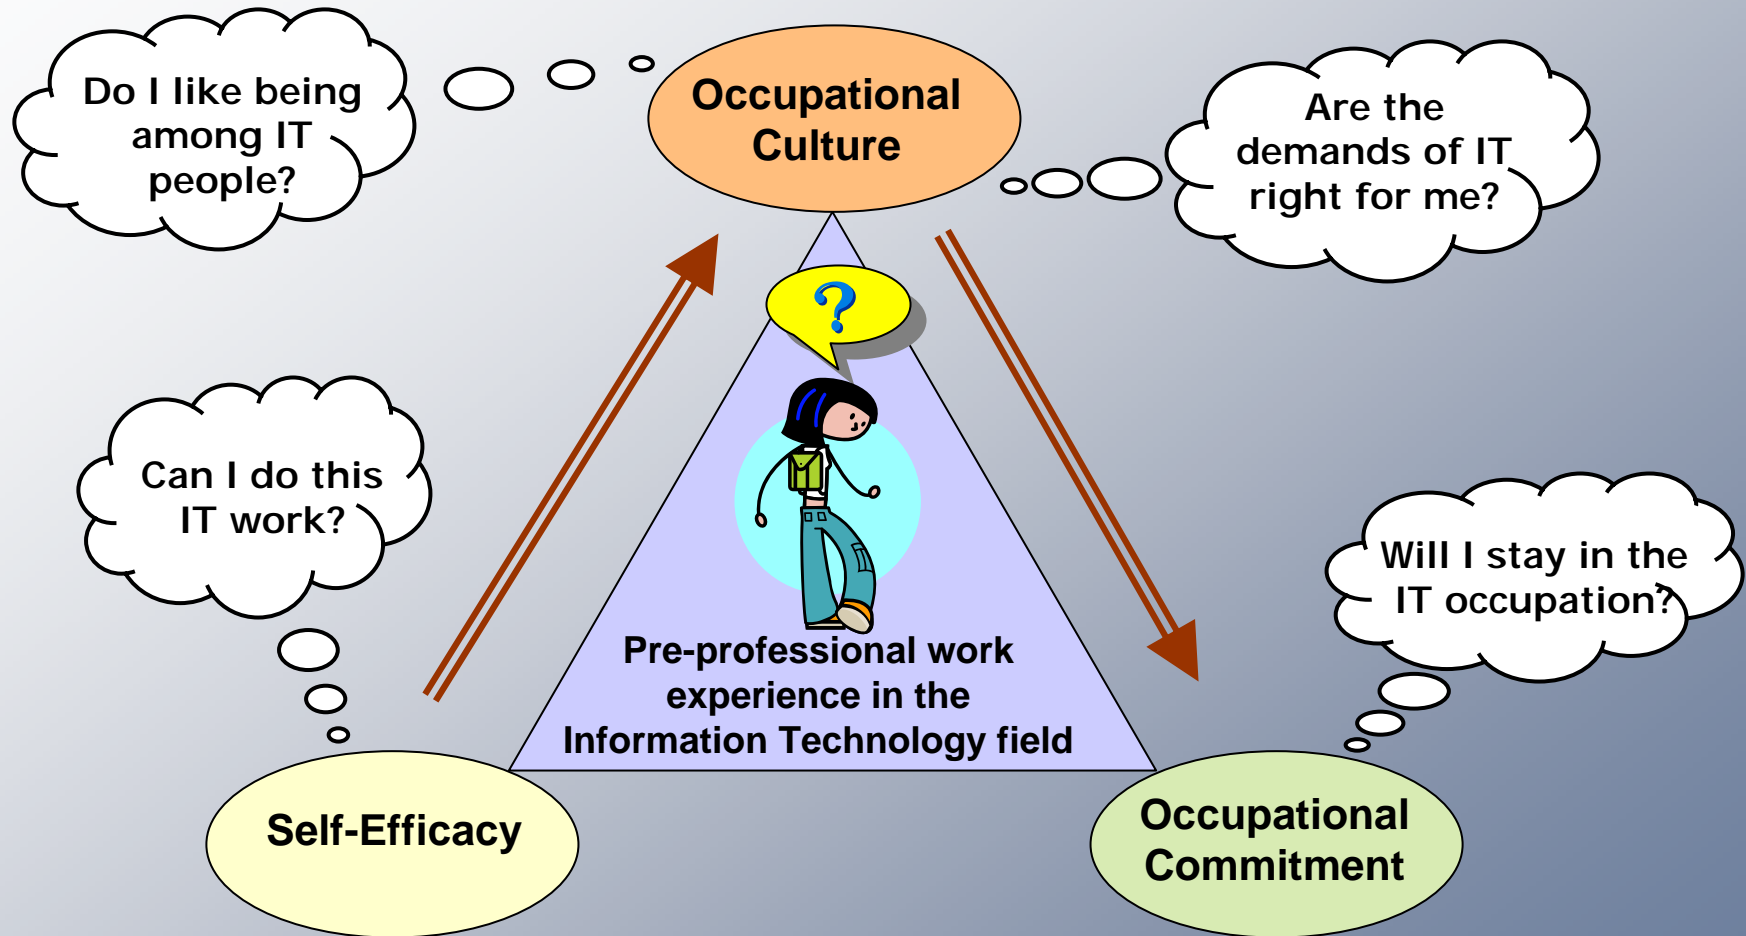 Do I like being
among IT
people?
Occupational
Culture
Are the
demands of IT
right for me?
?
Can I do this
IT work?
Will I stay in the
IT occupation?
Pre-professional work
experience in the
Information Technology field
Self-Efficacy
Occupational
Commitment